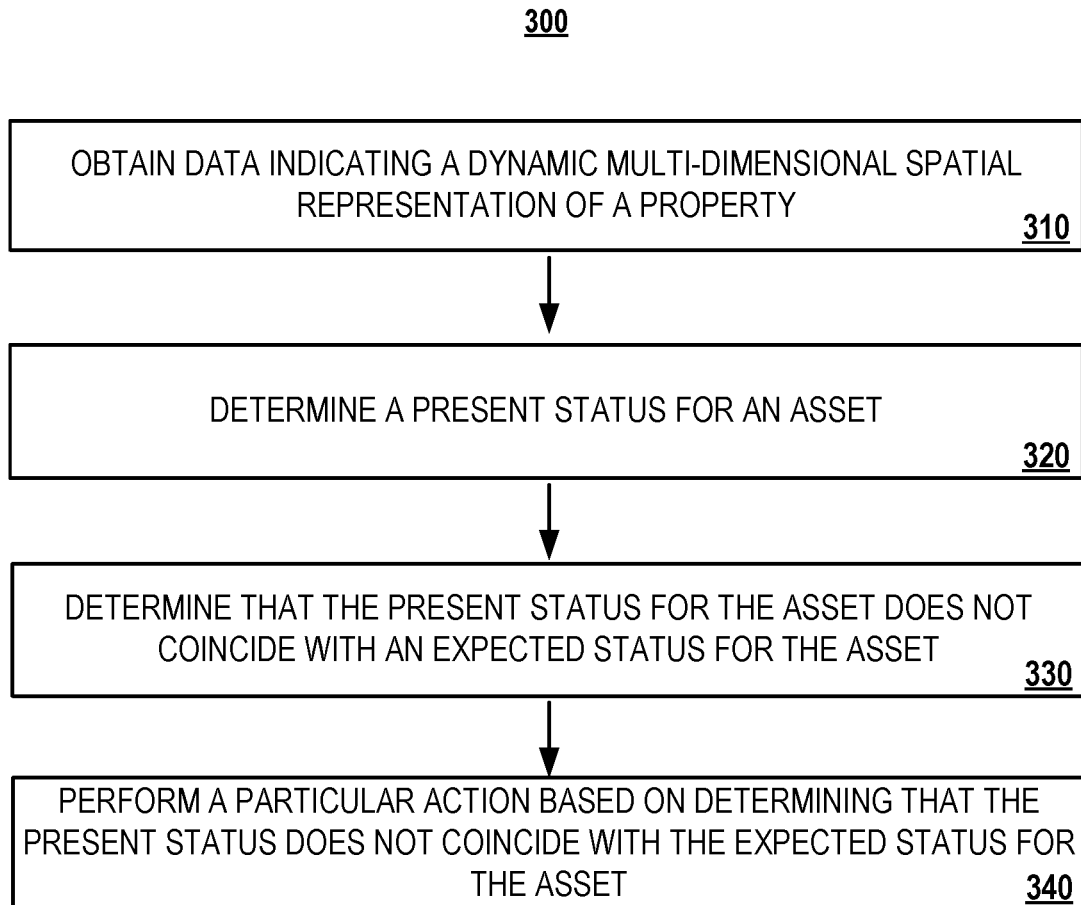 300
OBTAIN DATA INDICATING A DYNAMIC MULTI-DIMENSIONAL SPATIAL
REPRESENTATION OF A PROPERTY
310
DETERMINE A PRESENT STATUS FOR AN ASSET
320
DETERMINE THAT THE PRESENT STATUS FOR THE ASSET DOES NOT
COINCIDE WITH AN EXPECTED STATUS FOR THE ASSET
330
PERFORM A PARTICULAR ACTION BASED ON DETERMINING THAT THE
PRESENT STATUS DOES NOT COINCIDE WITH THE EXPECTED STATUS FOR
THE ASSET
340